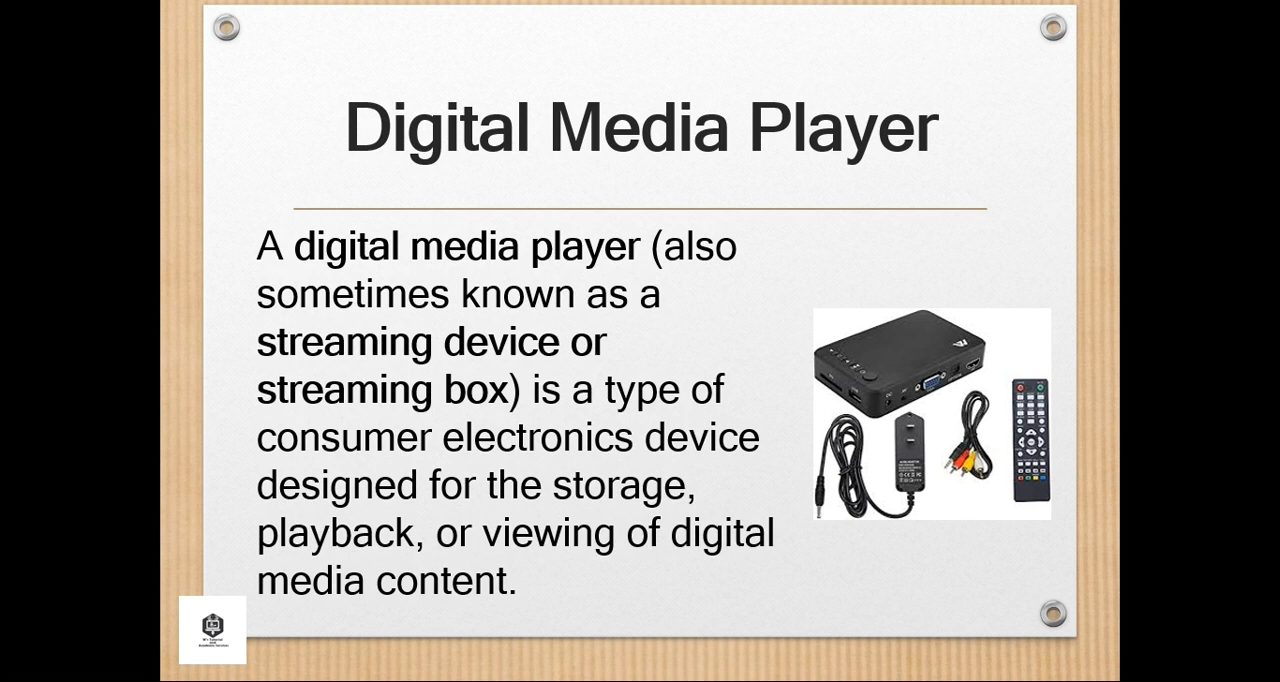 Digital Media Player
A digital media player (also
sometimes known as a
streaming device or
streaming box) is a type of
consumer electronics device
designed for the storage,
playback, or viewing of digital
media content.